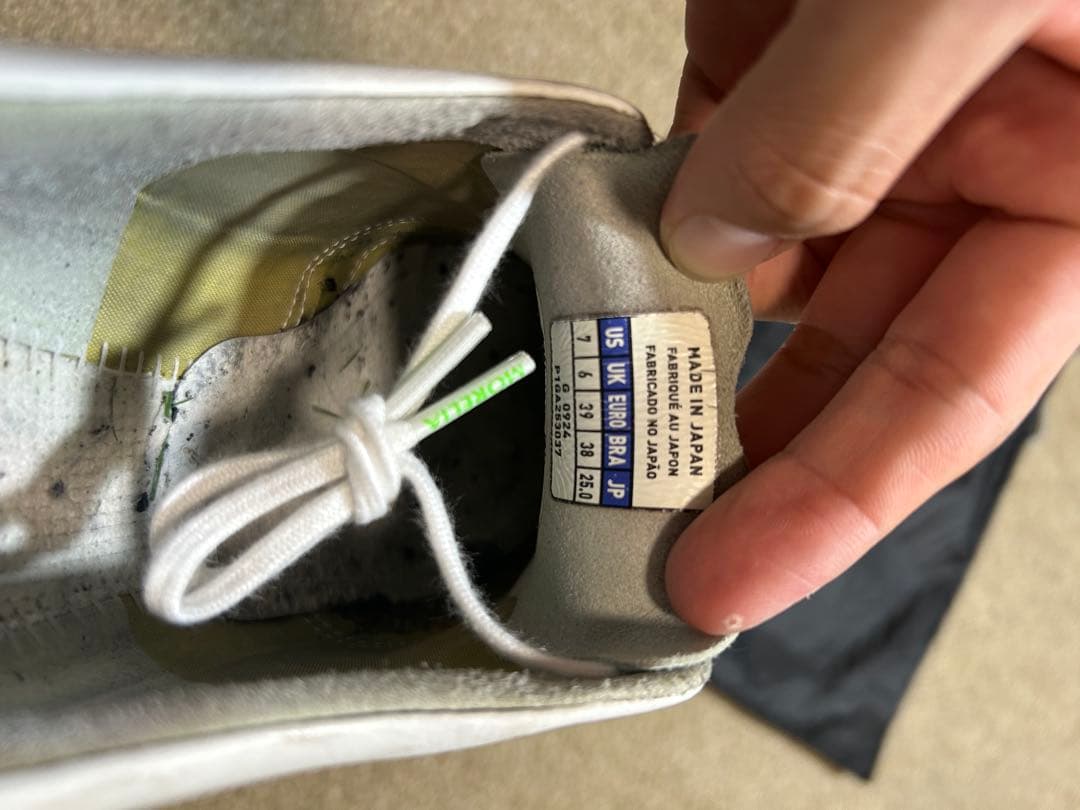 MADE IN JAPAN
FABRIQUÉ AU JAPON
FABRICADO NO JAPÃO
US UK EURO BRA JP
7 6 39 38 25.0
G 0924
P1GA253037
MORELIA